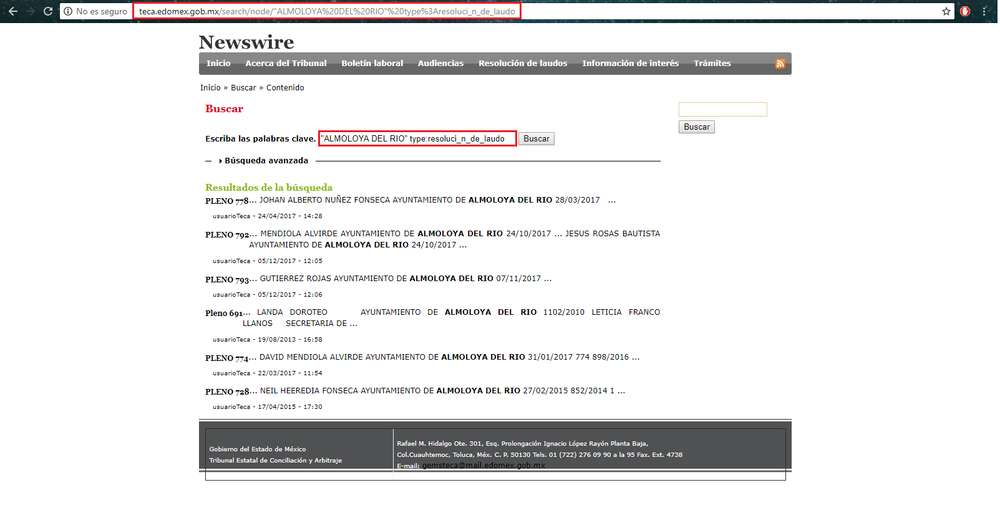 No es seguro
teca.edomex.gob.mx/search/node/"ALMOLOYA%20DEL%20RIO"%20type%3Aresoluci_n_de_laudo
Newswire
Inicio Acerca del Tribunal Boletín laboral Audiencias Resolución de laudos Información de interés Trámites
Inicio » Buscar » Contenido
Buscar
Buscar
Escriba las palabras clave. "ALMOLOYA DEL RIO" type:resoluci_n_de_laudo Buscar
Búsqueda avanzada
Resultados de la búsqueda
PLENO 778... JOHAN ALBERTO NUÑEZ FONSECA AYUNTAMIENTO DE ALMOLOYA DEL RIO 28/03/2017 ...
usuarioTeca - 24/04/2017 - 14:28
PLENO 792... MENDIOLA ALVIRDE AYUNTAMIENTO DE ALMOLOYA DEL RIO 24/10/2017 ... JESUS ROSAS BAUTISTA
AYUNTAMIENTO DE ALMOLOYA DEL RIO 24/10/2017 ...
usuarioTeca - 05/12/2017 - 12:05
PLENO 793... GUTIERREZ ROJAS AYUNTAMIENTO DE ALMOLOYA DEL RIO 07/11/2017 ...
usuarioTeca - 05/12/2017 - 12:06
Pleno 691... LANDA DOROTEO AYUNTAMIENTO DE ALMOLOYA DEL RIO 1102/2010 LETICIA FRANCO
LLANOS SECRETARIA DE ...
usuarioTeca - 19/08/2013 - 16:58
PLENO 774... DAVID MENDIOLA ALVIRDE AYUNTAMIENTO DE ALMOLOYA DEL RIO 31/01/2017 774 898/2016 ...
usuarioTeca - 22/03/2017 - 11:54
PLENO 728... NEIL HEEREDIA FONSECA AYUNTAMIENTO DE ALMOLOYA DEL RIO 27/02/2015 852/2014 1 ...
usuarioTeca - 17/04/2015 - 17:30
Gobierno del Estado de México
Tribunal Estatal de Conciliación y Arbitraje
Rafael M. Hidalgo Ote. 301, Esq. Prolongación Ignacio López Rayón Planta Baja,
Col.Cuauhtemoc, Toluca, Méx. C. P. 50130 Tels. 01 (722) 276 09 90 a la 95 Fax. Ext. 4738
E-mail: gemsteca@mail.edomex.gob.mx